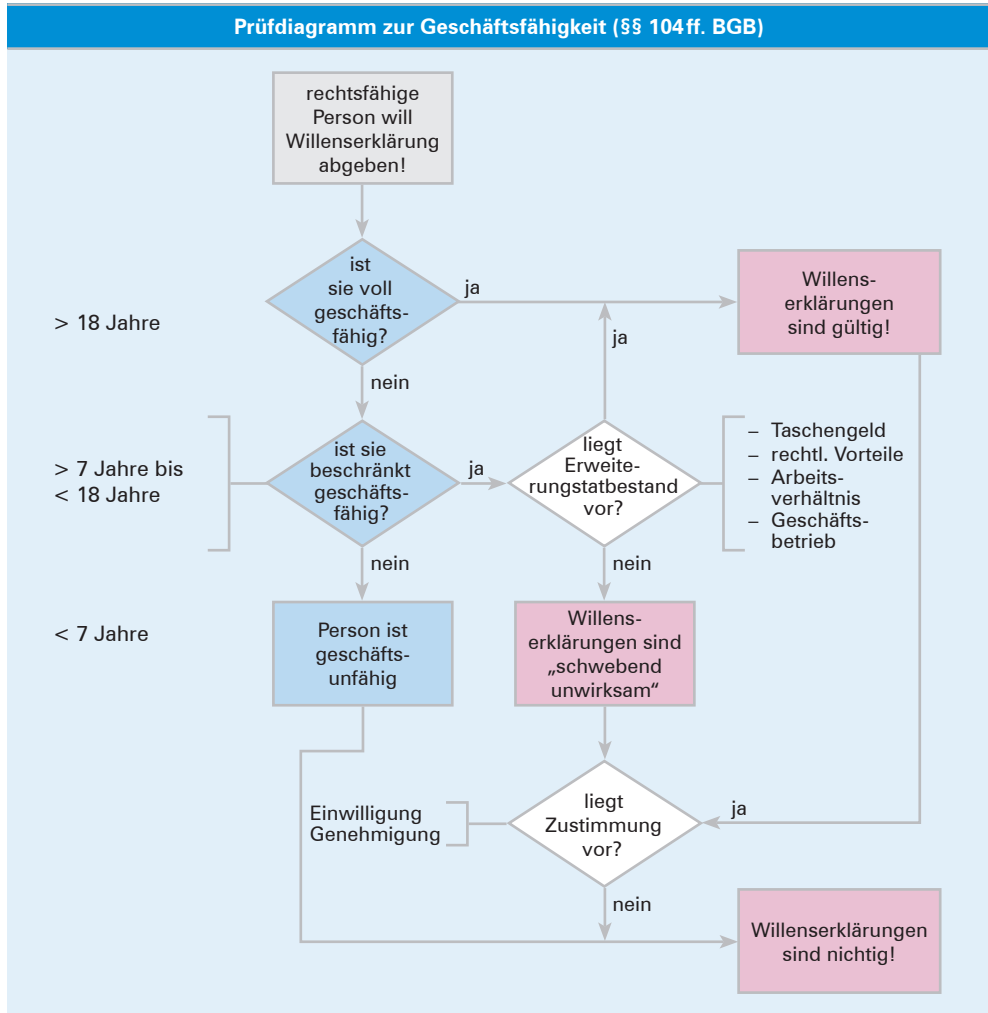 Prüfdiagramm zur Geschäftsfähigkeit (§§ 104 ff. BGB)
rechtsfähige
Person will
Willenserklärung
abgeben!
> 18 Jahre
ist
sie voll
geschäfts-
fähig?
ja
Willens-
erklärungen
sind gültig!
nein
ja
> 7 Jahre bis
< 18 Jahre
ist sie
beschränkt
geschäfts-
fähig?
ja
liegt
Erweite-
rungstatbestand
vor?
– Taschengeld
– rechtl. Vorteile
– Arbeits-
verhältnis
– Geschäfts-
betrieb
nein
nein
< 7 Jahre
Person ist
geschäfts-
unfähig
Willens-
erklärungen sind
„schwebend
unwirksam“
Einwilligung
Genehmigung
liegt
Zustimmung
vor?
ja
nein
Willenserklärungen
sind nichtig!